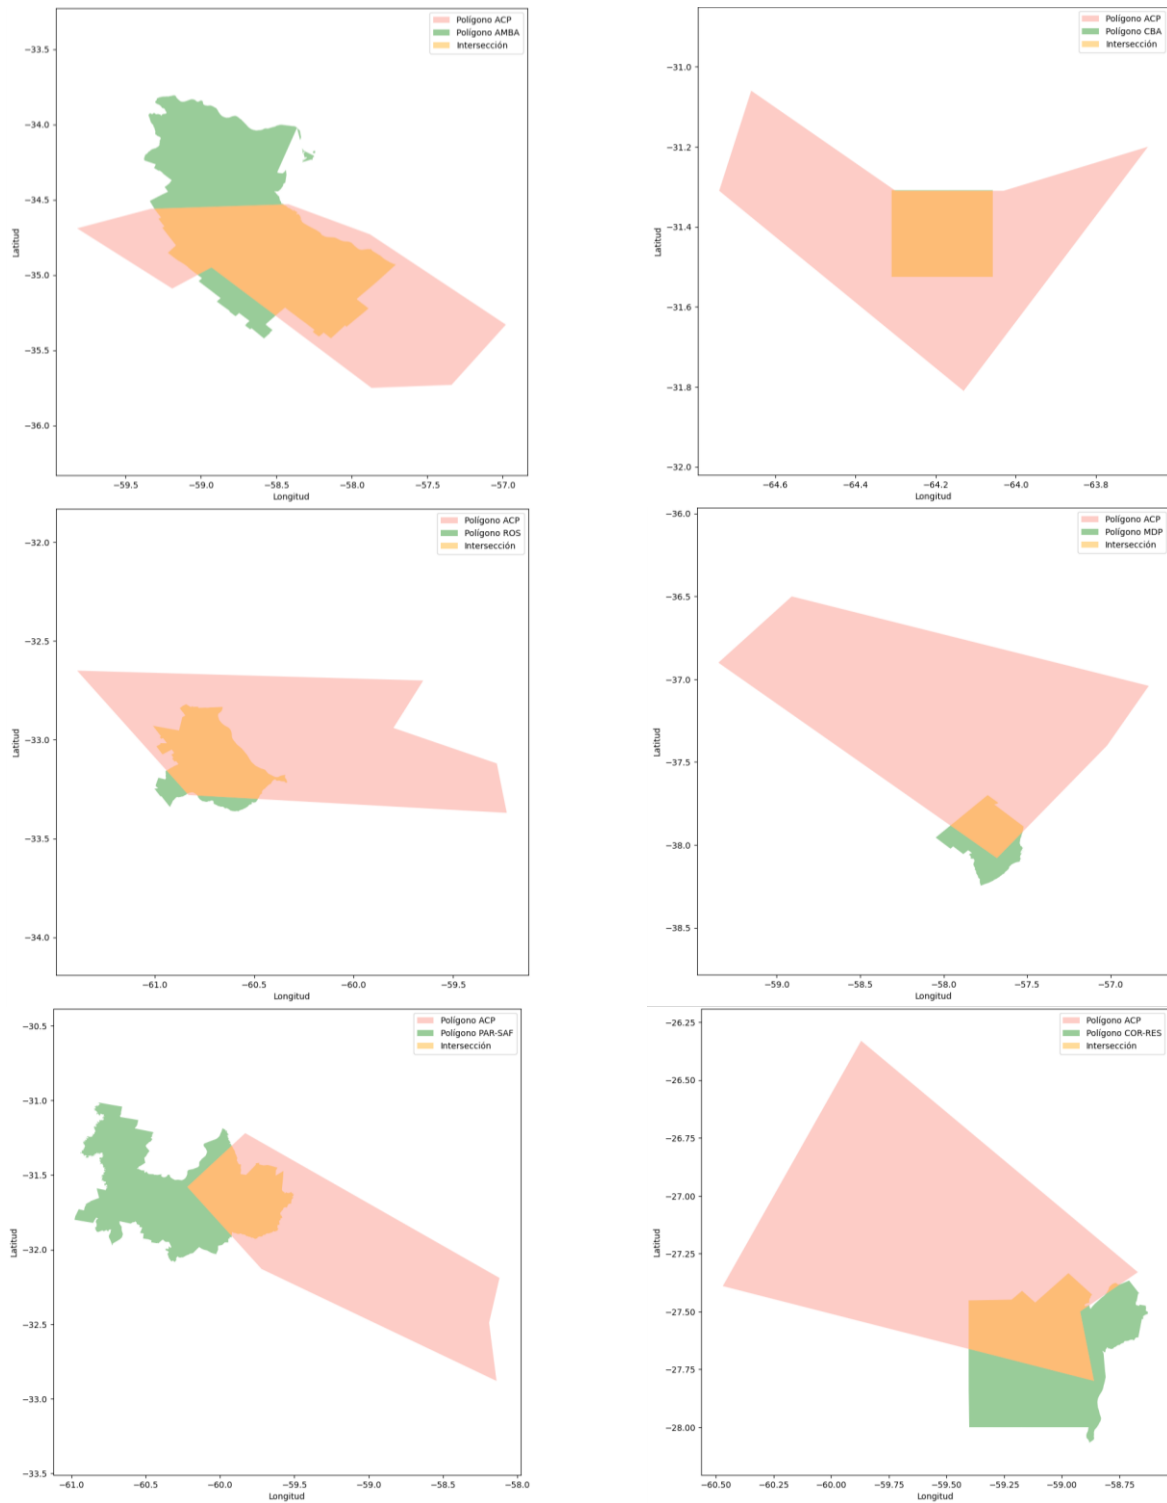 Polígono ACP
Polígono AMBA
Intersección
−33.5
−34.0
−34.5
−35.0
−35.5
−36.0
Latitud
−59.5 −59.0 −58.5 −58.0 −57.5 −57.0
Longitud
Polígono ACP
Polígono CBA
Intersección
−31.0
−31.2
−31.4
−31.6
−31.8
−32.0
Latitud
−64.6 −64.4 −64.2 −64.0 −63.8
Longitud
Polígono ACP
Polígono ROS
Intersección
−32.0
−32.5
−33.0
−33.5
−34.0
Latitud
−61.0 −60.5 −60.0 −59.5
Longitud
Polígono ACP
Polígono MDP
Intersección
−36.0
−36.5
−37.0
−37.5
−38.0
−38.5
Latitud
−59.0 −58.5 −58.0 −57.5 −57.0
Longitud
Polígono ACP
Polígono PAR-SAF
Intersección
−30.5
−31.0
−31.5
−32.0
−32.5
−33.0
−33.5
Latitud
−61.0 −60.5 −60.0 −59.5 −59.0 −58.5 −58.0
Longitud
Polígono ACP
Polígono COR-RES
Intersección
−26.25
−26.50
−26.75
−27.00
−27.25
−27.50
−27.75
−28.00
Latitud
−60.50 −60.25 −60.00 −59.75 −59.50 −59.25 −59.00 −58.75
Longitud